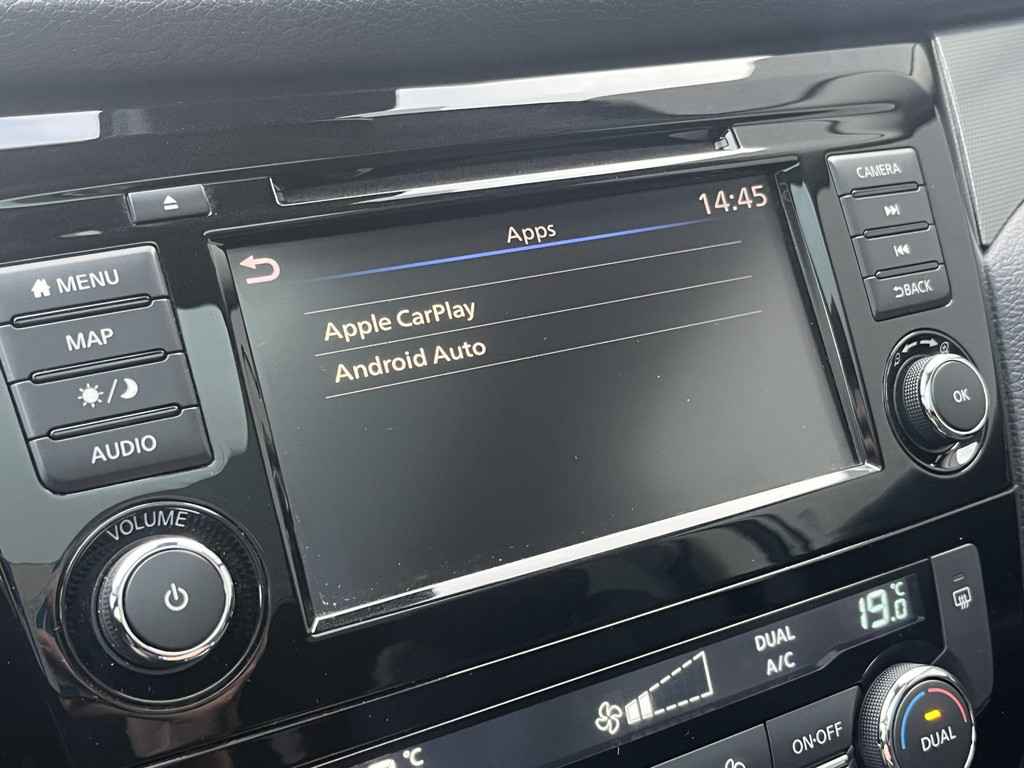 CAMERA
14:45
Apps
MENU
BACK
Apple CarPlay
MAP
Android Auto
OK
AUDIO
VOLUME
19.0
°C
DUAL
A/C
ON·OFF
DUAL
°C